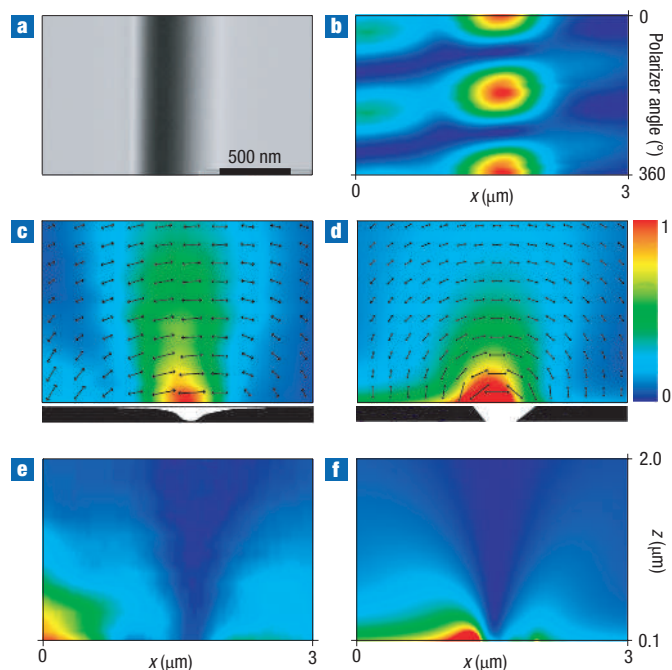 a
500 nm
b
0
Polarizer angle (°)
360
0
3
x (μm)
c
d
1
0
e
0
3
x (μm)
f
2.0
z (μm)
0.1
0
3
x (μm)